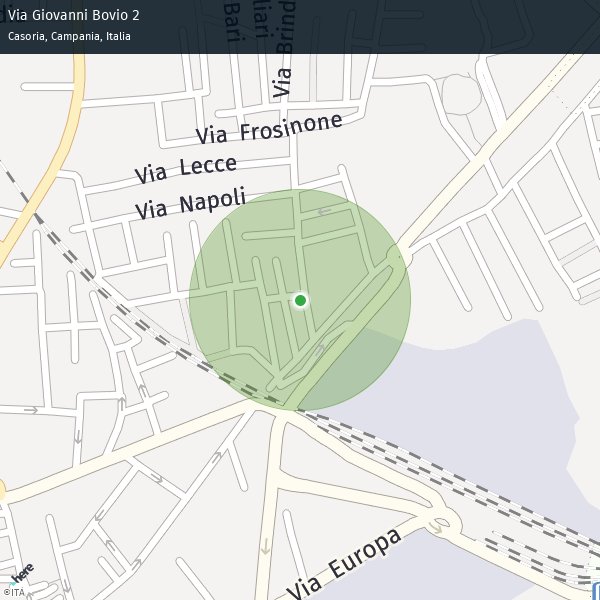 Via Giovanni Bovio 2
Casoria, Campania, Italia
Bari
Via Brind
Via Frosinone
Via Lecce
Via Napoli
Via Europa
here
©ITA